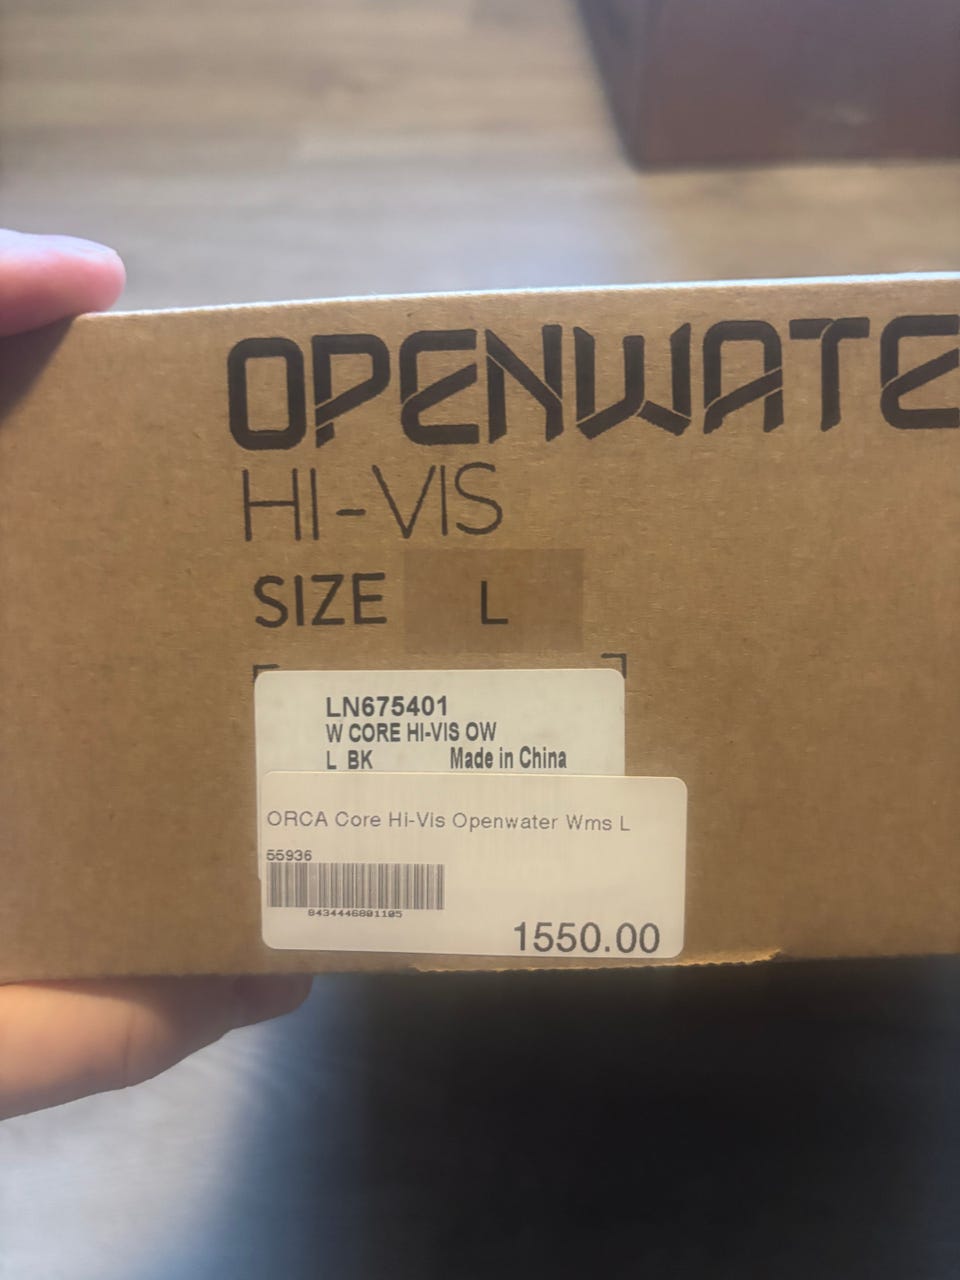 OPENWATE
HI-VIS
SIZE L
LN675401
W CORE HI-VIS OW
L BK Made in China
ORCA Core Hi-Vis Openwater Wms L
55936
8434446801105
1550.00